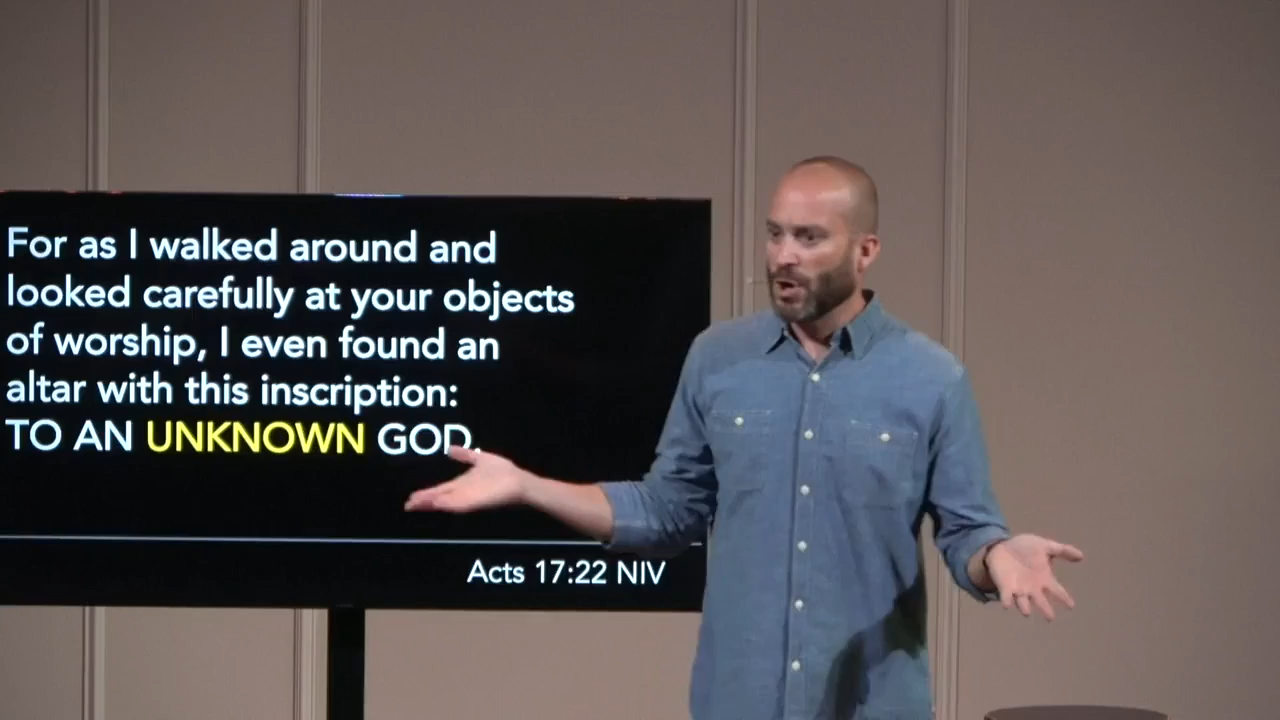 For as I walked around and
looked carefully at your objects
of worship, I even found an
altar with this inscription:
TO AN UNKNOWN GOD.
Acts 17:22 NIV